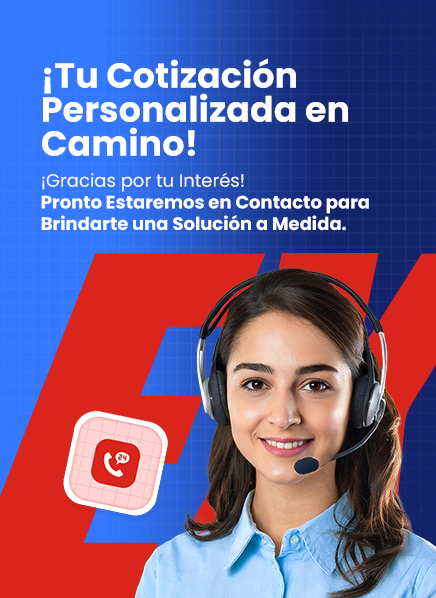 ¡Tu Cotización
Personalizada en
Camino!
¡Gracias por tu Interés!
Pronto Estaremos en Contacto para
Brindarte una Solución a Medida.
24